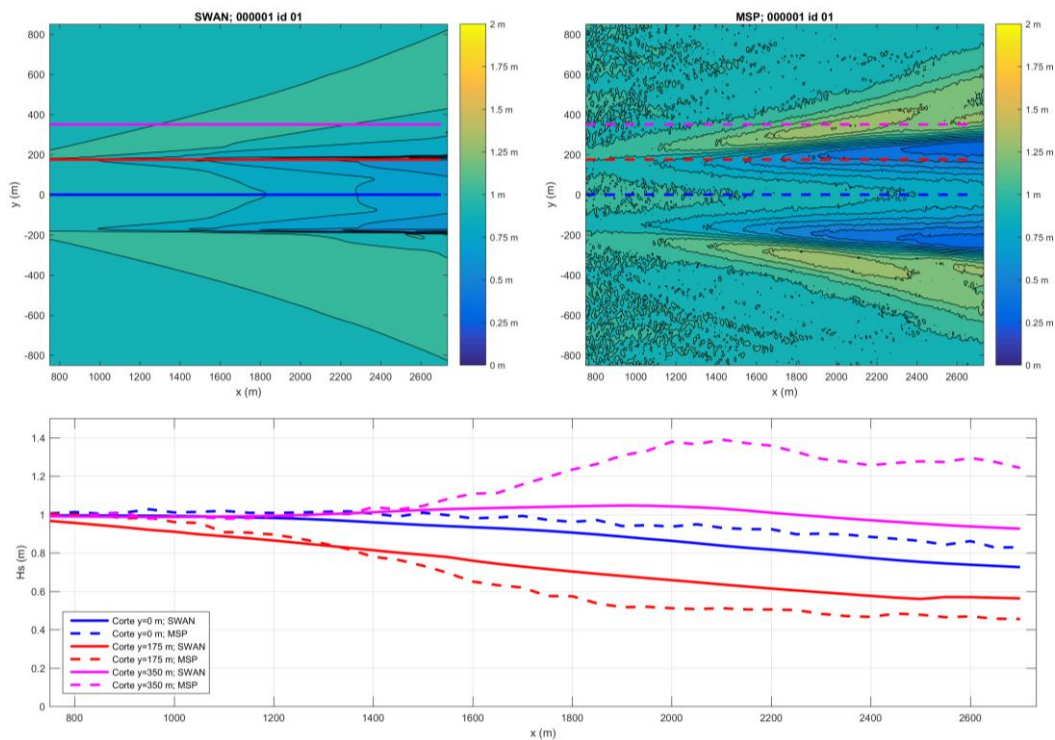 SWAN; 000001 id 01
800
600
400
200
0
-200
-400
-600
-800
y (m)
800 1000 1200 1400 1600 1800 2000 2200 2400 2600
x (m)
2 m
1.5 m
1.25 m
1 m
0.75 m
0.5 m
0.25 m
0 m
MSP; 000001 id 01
800
600
400
200
0
-200
-400
-600
-800
y (m)
800 1000 1200 1400 1600 1800 2000 2200 2400 2600
x (m)
2 m
1.5 m
1.25 m
1 m
0.75 m
0.5 m
0.25 m
0 m
1.4
1.2
1
0.8
0.6
0.4
0.2
0
Hs (m)
Corte y=0 m; SWAN
Corte y=0 m; MSP
Corte y=175 m; SWAN
Corte y=175 m; MSP
Corte y=350 m; SWAN
Corte y=350 m; MSP
800 1000 1200 1400 1600 1800 2000 2200 2400 2600
x (m)